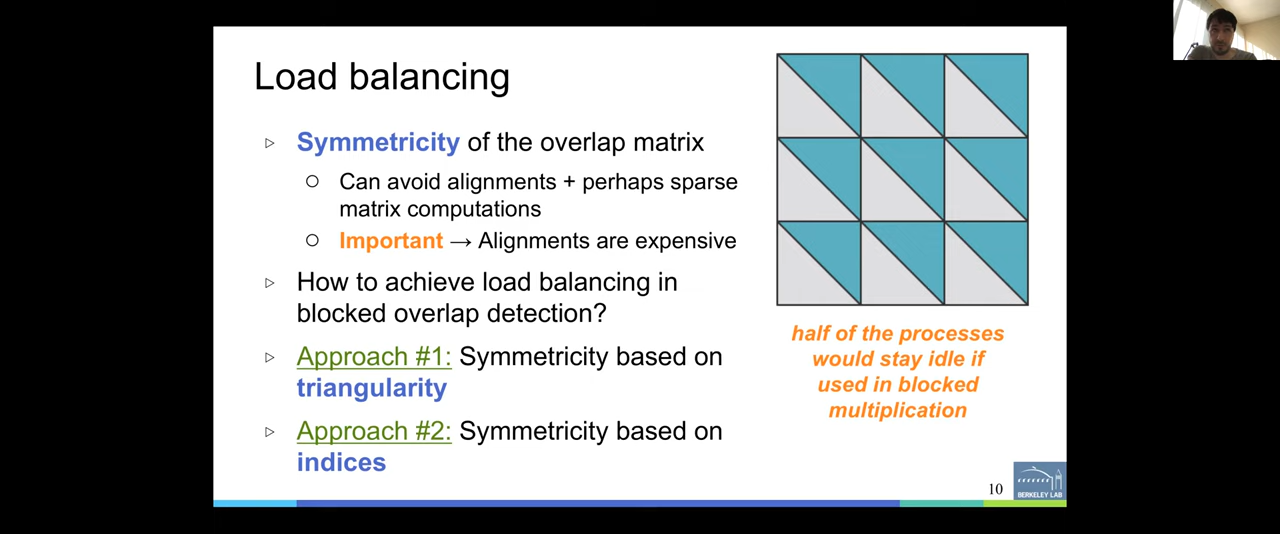 Load balancing
Symmetricity of the overlap matrix
Can avoid alignments + perhaps sparse
matrix computations
Important → Alignments are expensive
How to achieve load balancing in
blocked overlap detection?
Approach #1: Symmetricity based on
triangularity
Approach #2: Symmetricity based on
indices
half of the processes
would stay idle if
used in blocked
multiplication
10
BERKELEY LAB